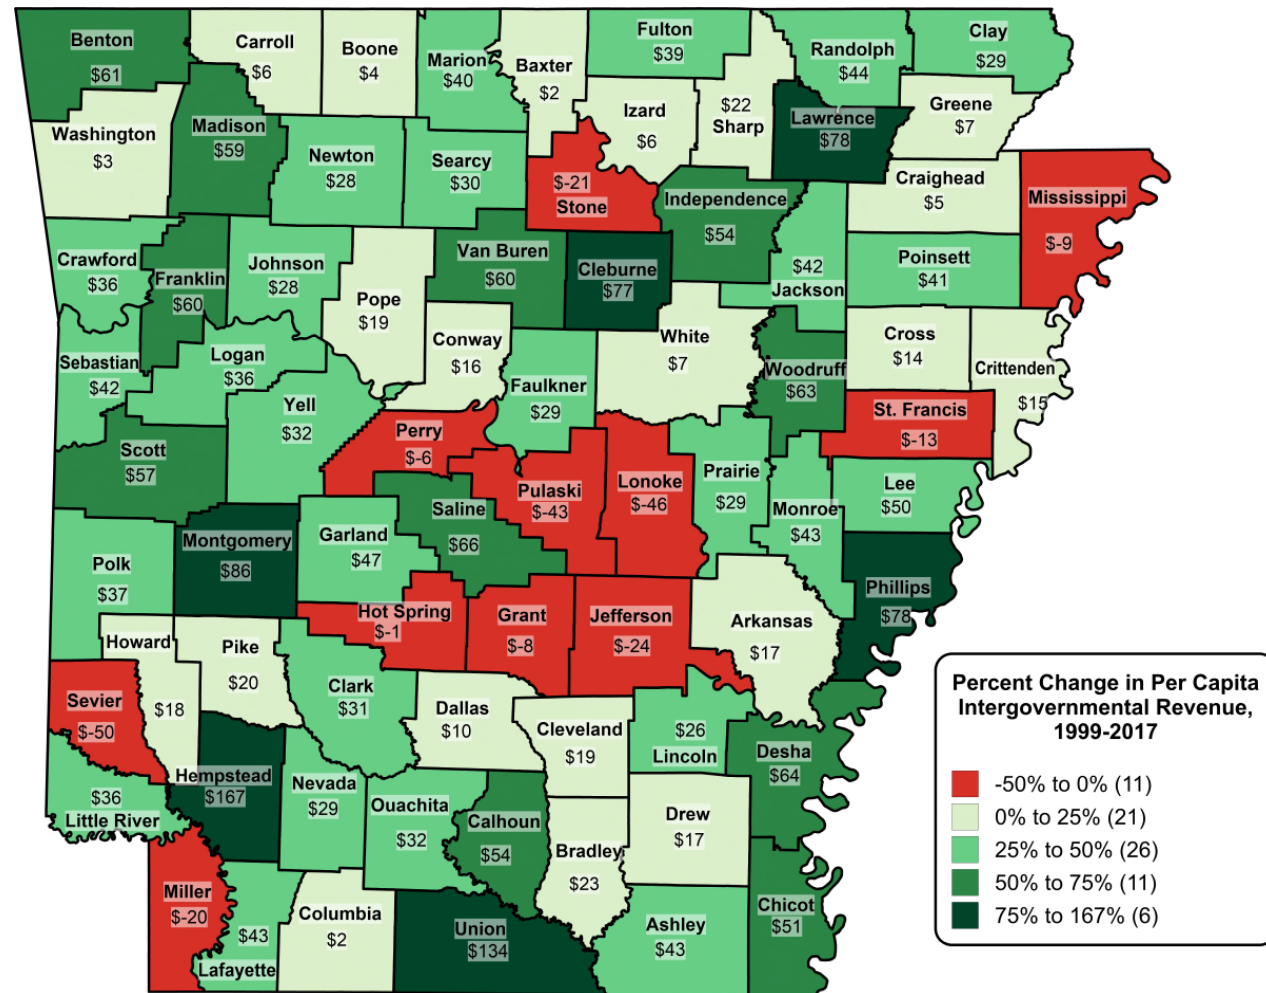 Benton
$61
Carroll
$6
Boone
$4
Marion
$40
Baxter
$2
Fulton
$39
Randolph
$44
Clay
$29
Washington
$3
Madison
$59
Newton
$28
Searcy
$30
$-21
Stone
Izard
$6
$22
Sharp
Lawrence
$78
Greene
$7
Craighead
$5
Mississippi
$-9
Crawford
$36
Franklin
$60
Johnson
$28
Pope
$19
Van Buren
$60
Cleburne
$77
Independence
$54
$42
Jackson
Poinsett
$41
Sebastian
$42
Logan
$36
Conway
$16
Faulkner
$29
White
$7
Woodruff
$63
Cross
$14
Crittenden
$15
Scott
$57
Yell
$32
Perry
$-6
Pulaski
$-43
Lonoke
$-46
Prairie
$29
St. Francis
$-13
Lee
$50
Monroe
$43
Polk
$37
Montgomery
$86
Garland
$47
Saline
$66
Hot Spring
$-1
Grant
$-8
Jefferson
$-24
Arkansas
$17
Phillips
$78
Howard
$18
Pike
$20
Sevier
$-50
Clark
$31
Dallas
$10
Cleveland
$19
$26
Lincoln
Desha
$64
$36
Little River
Hempstead
$167
Nevada
$29
Ouachita
$32
Calhoun
$54
Bradley
$23
Drew
$17
Miller
$-20
$43
Lafayette
Columbia
$2
Union
$134
Ashley
$43
Chicot
$51
Percent Change in Per Capita
Intergovernmental Revenue,
1999-2017
-50% to 0% (11)
0% to 25% (21)
25% to 50% (26)
50% to 75% (11)
75% to 167% (6)